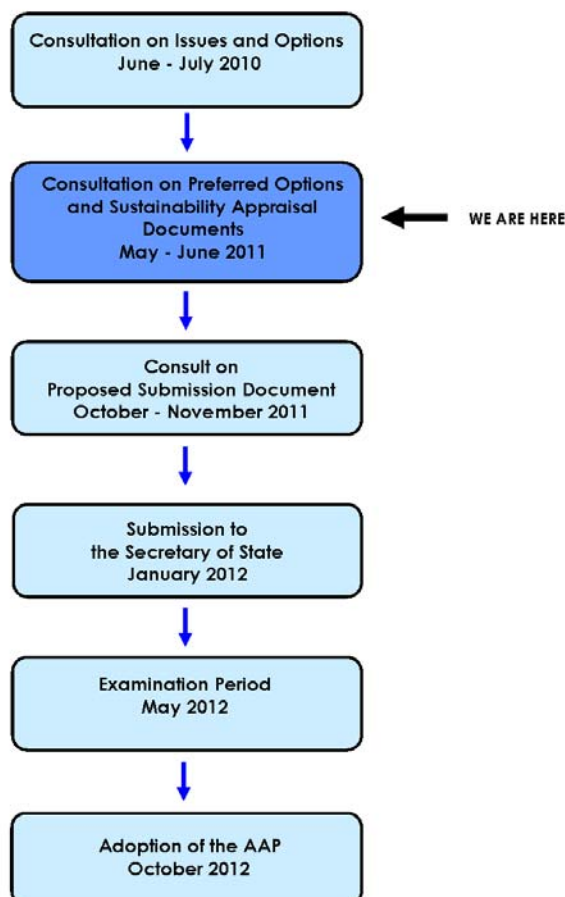 Consultation on Issues and Options
June - July 2010
Consultation on Preferred Options
and Sustainability Appraisal
Documents
May - June 2011
WE ARE HERE
Consult on
Proposed Submission Document
October - November 2011
Submission to
the Secretary of State
January 2012
Examination Period
May 2012
Adoption of the AAP
October 2012